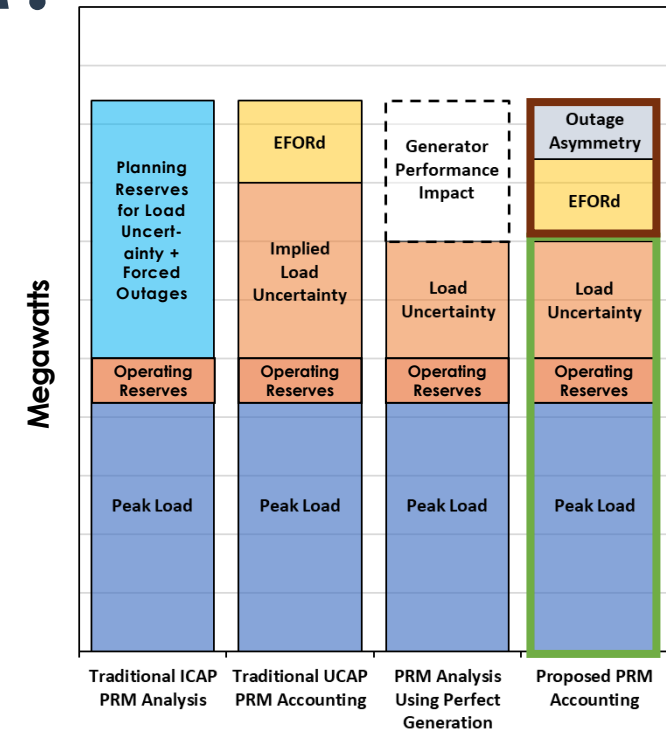 Megawatts
Planning
Reserves
for Load
Uncert-
ainty +
Forced
Outages
Operating
Reserves
Peak Load
EFORd
Implied
Load
Uncertainty
Operating
Reserves
Peak Load
Generator
Performance
Impact
Load
Uncertainty
Operating
Reserves
Peak Load
Outage
Asymmetry
EFORd
Load
Uncertainty
Operating
Reserves
Peak Load
Traditional ICAP
PRM Analysis
Traditional UCAP
PRM Accounting
PRM Analysis
Using Perfect
Generation
Proposed PRM
Accounting